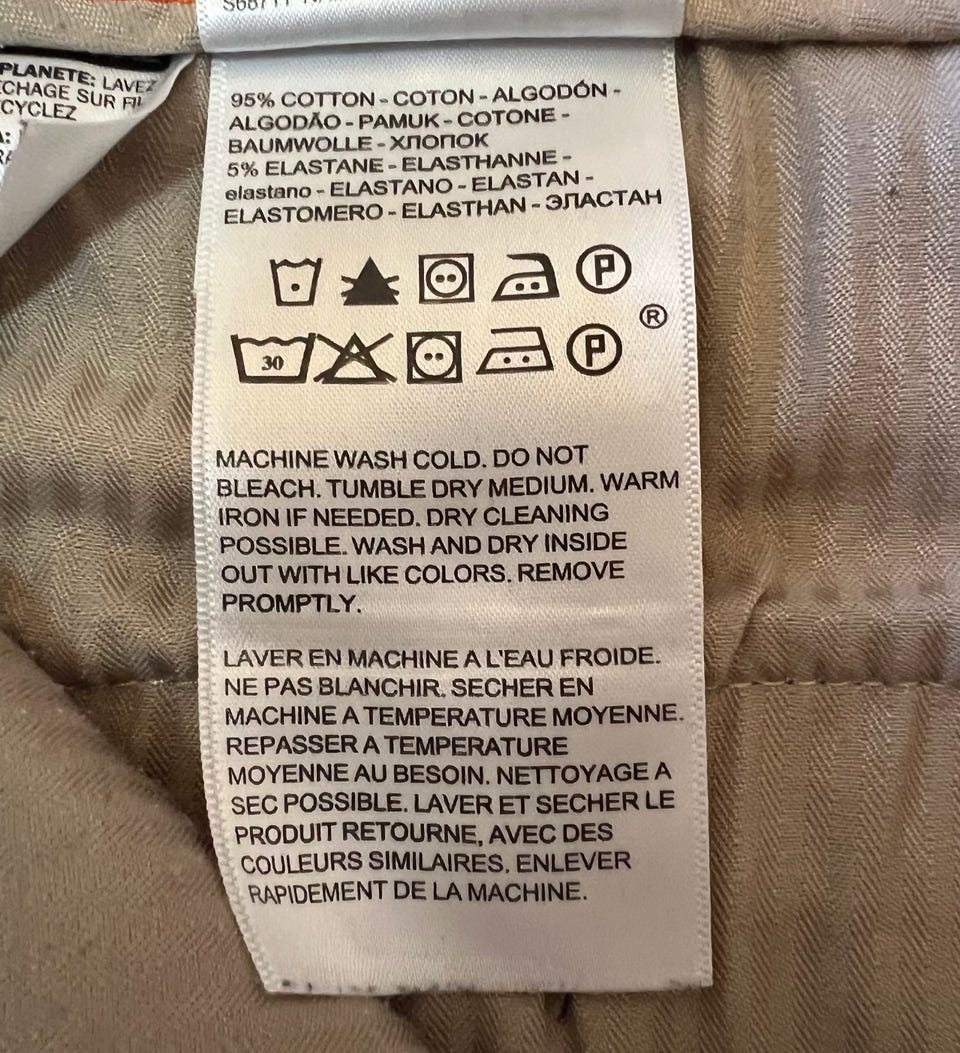 PLANETE: LAVEZ
CYCLEZ
95% COTTON - COTON - ALGODÓN -
ALGODÃO - PAMUK - COTONE -
BAUMWOLLE - ХЛОПОК
5% ELASTANE - ELASTHANNE -
elastano - ELASTANO - ELASTAN -
ELASTOMERO - ELASTHAN - ЭЛАСТАН
P
®
30 P
MACHINE WASH COLD. DO NOT
BLEACH. TUMBLE DRY MEDIUM. WARM
IRON IF NEEDED. DRY CLEANING
POSSIBLE. WASH AND DRY INSIDE
OUT WITH LIKE COLORS. REMOVE
PROMPTLY.
LAVER EN MACHINE A L'EAU FROIDE.
NE PAS BLANCHIR. SECHER EN
MACHINE A TEMPERATURE MOYENNE.
REPASSER A TEMPERATURE
MOYENNE AU BESOIN. NETTOYAGE A
SEC POSSIBLE. LAVER ET SECHER LE
PRODUIT RETOURNE, AVEC DES
COULEURS SIMILAIRES. ENLEVER
RAPIDEMENT DE LA MACHINE.